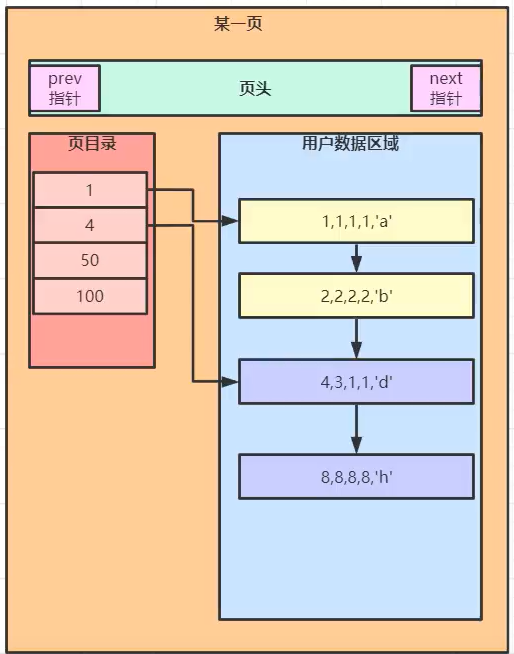 某一页
prev
指针
页头
next
指针
页目录
1
4
50
100
用户数据区域
1,1,1,1,'a'
2,2,2,2,'b'
4,3,1,1,'d'
8,8,8,8,'h'